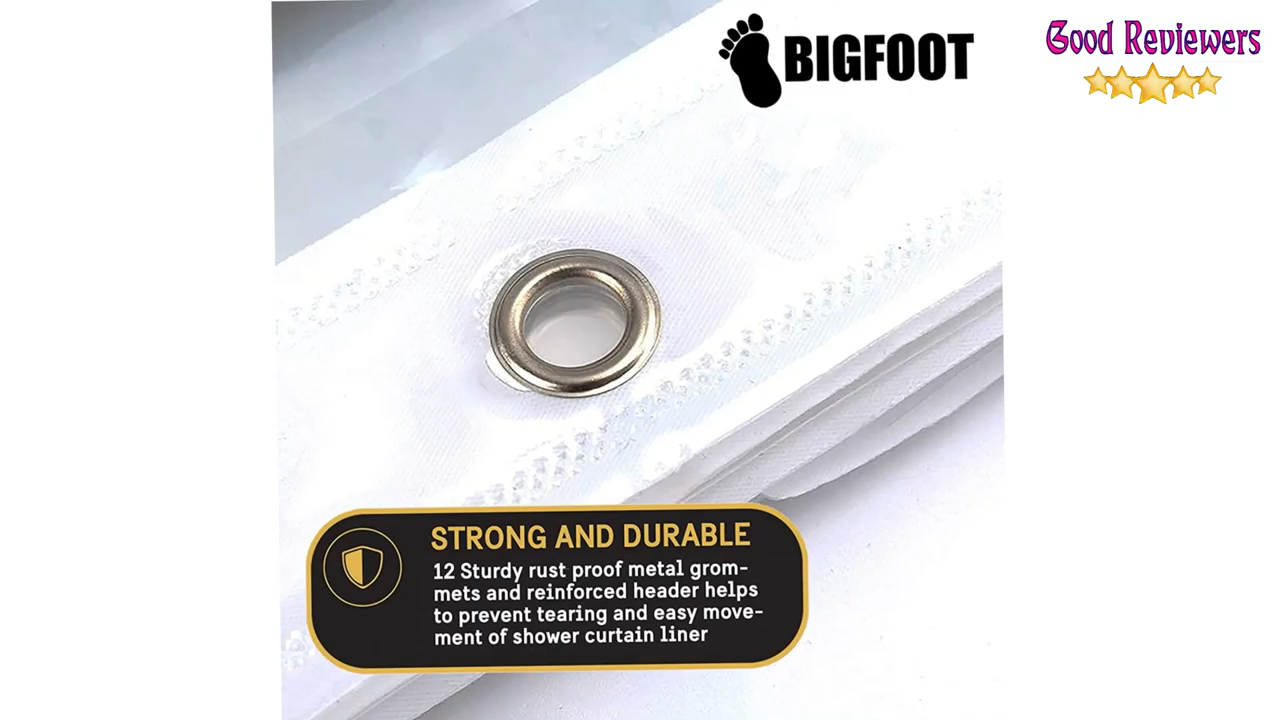 BIGFOOT
Good Reviewers
STRONG AND DURABLE
12 Sturdy rust proof metal grom-
mets and reinforced header helps
to prevent tearing and easy move-
ment of shower curtain liner